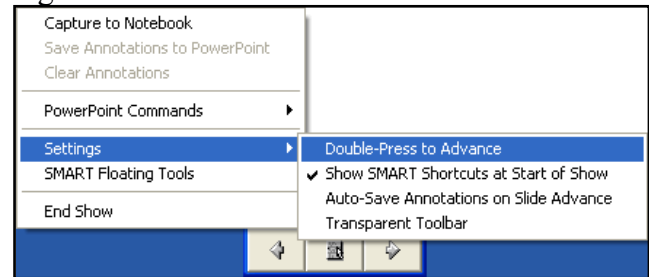 Capture to Notebook
Save Annotations to PowerPoint
Clear Annotations
PowerPoint Commands
Settings
SMART Floating Tools
End Show
Double-Press to Advance
Show SMART Shortcuts at Start of Show
Auto-Save Annotations on Slide Advance
Transparent Toolbar